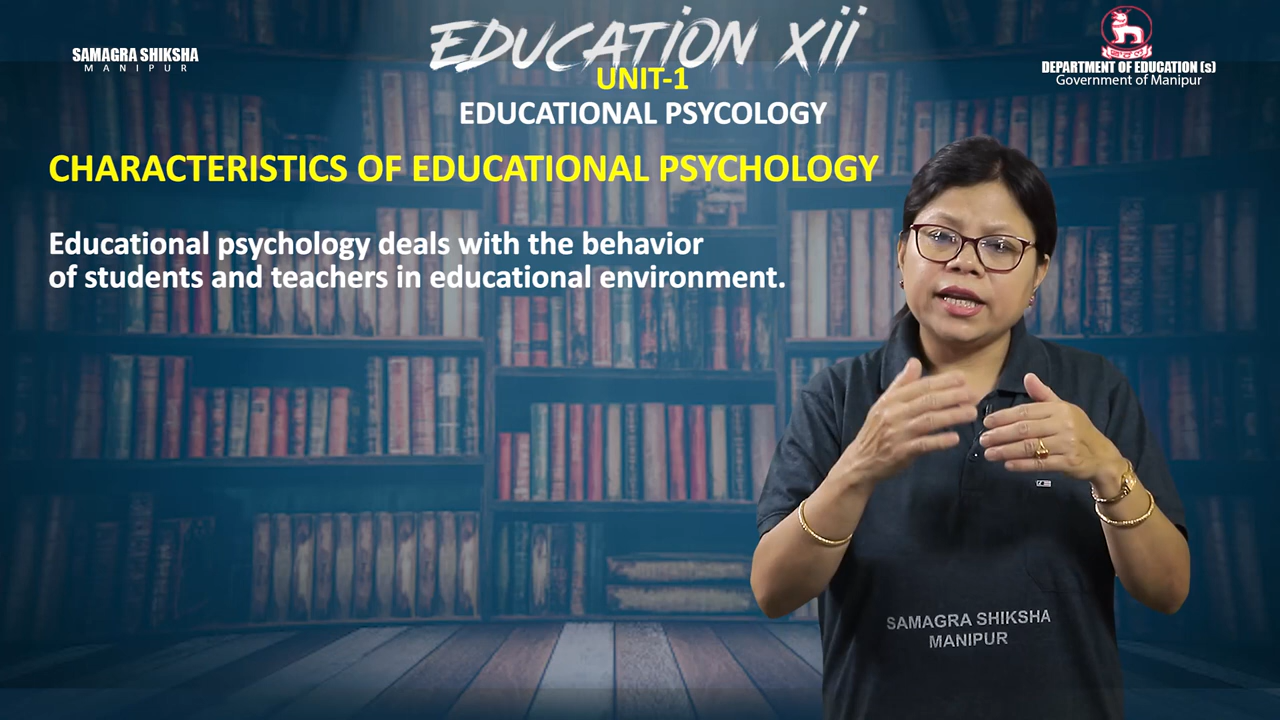 EDUCATION XII
SAMAGRA SHIKSHA
MANIPUR
DEPARTMENT OF EDUCATION (S)
Government of Manipur
UNIT-1
EDUCATIONAL PSYCOLOGY
CHARACTERISTICS OF EDUCATIONAL PSYCHOLOGY
Educational psychology deals with the behavior
of students and teachers in educational environment.
SAMAGRA SHIKSHA
MANIPUR